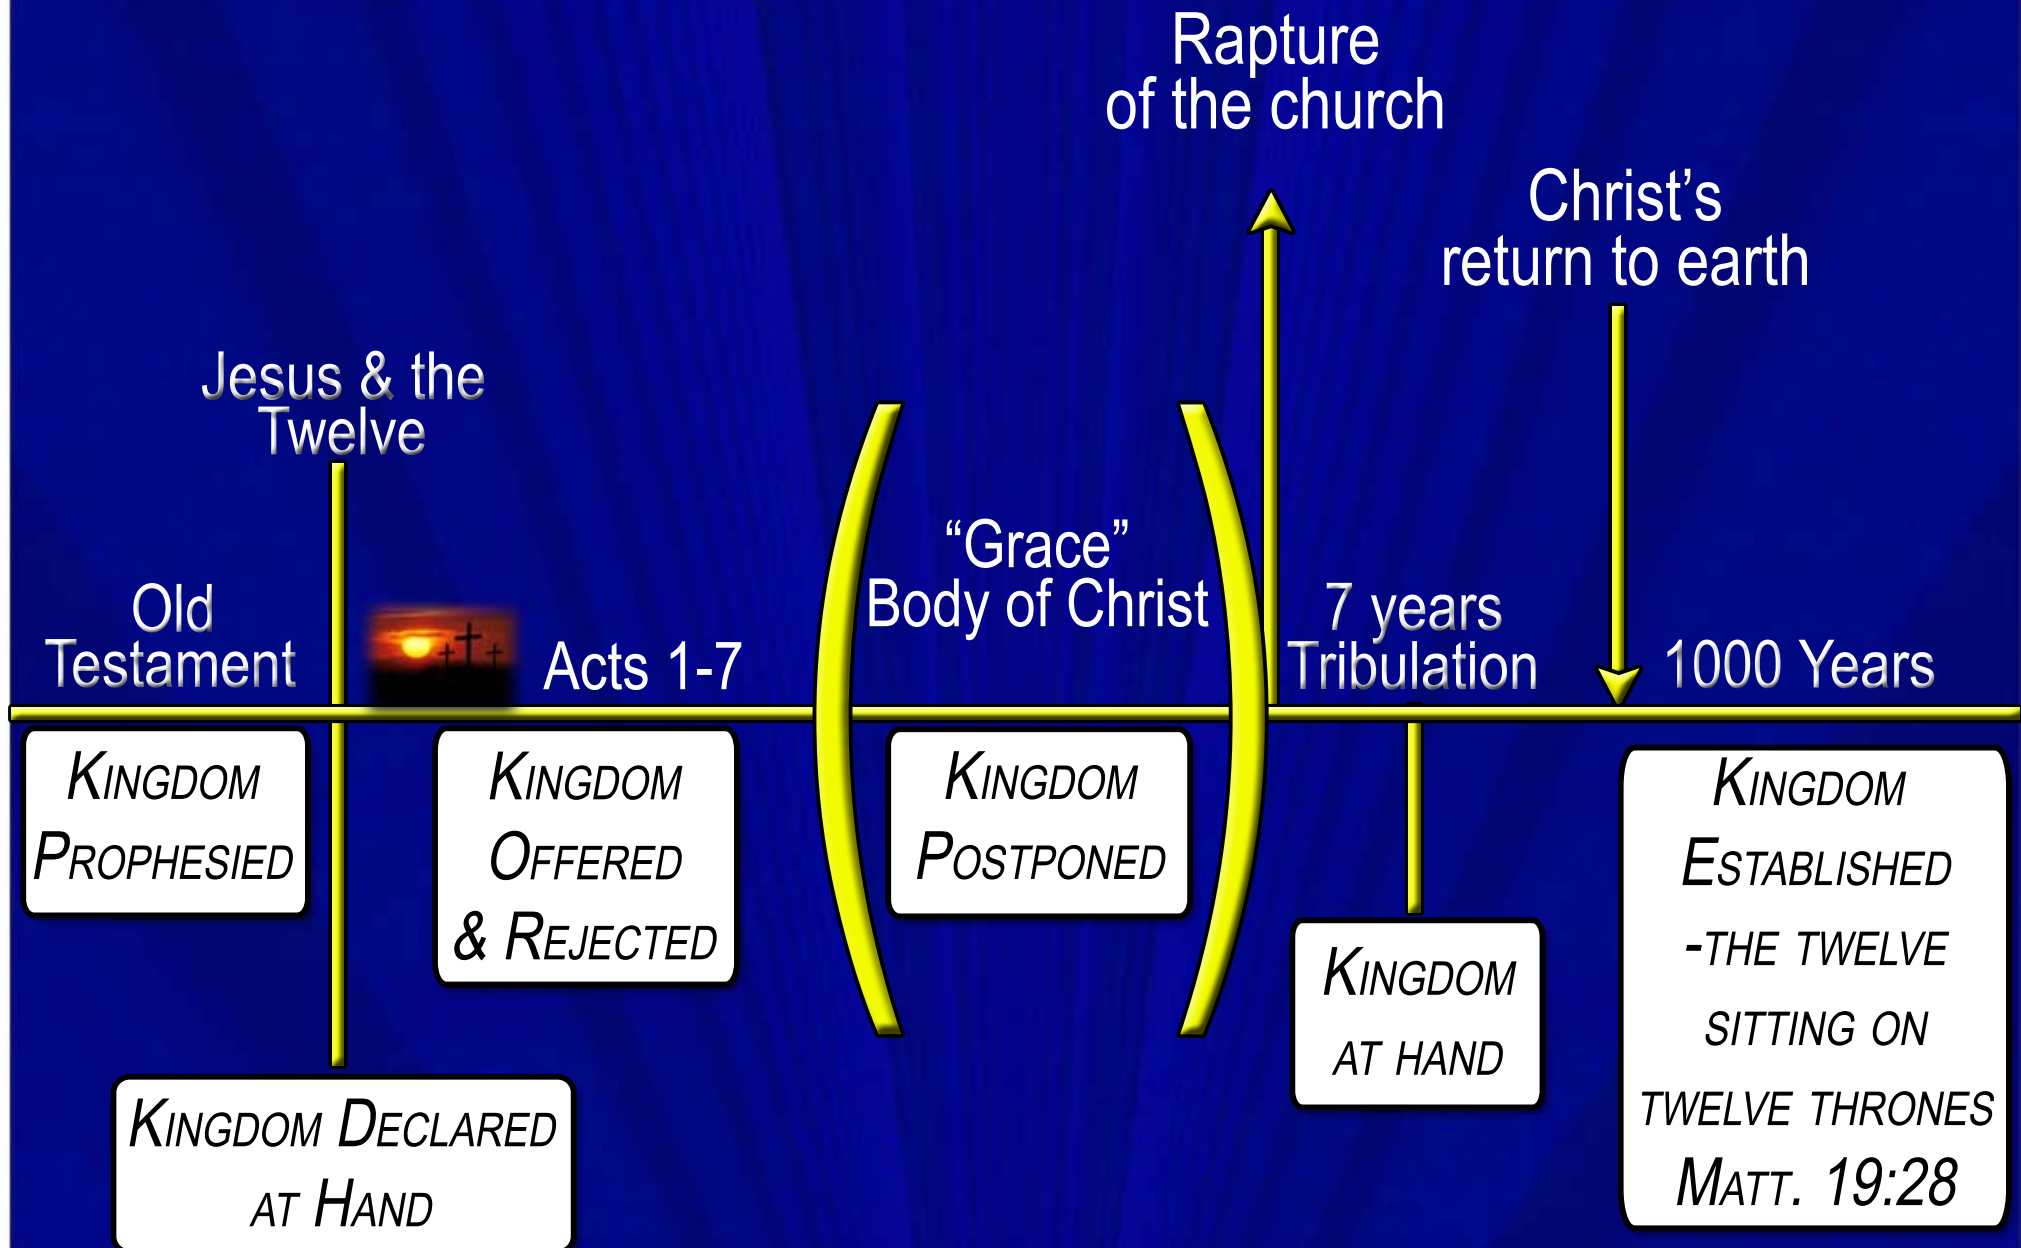 Rapture
of the church
Christ’s
return to earth
Jesus & the
Twelve
“Grace”
Body of Christ
Old
Testament
Acts 1-7
7 years
Tribulation
1000 Years
Kingdom
Prophesied
Kingdom
Offered
& Rejected
Kingdom
Postponed
Kingdom
Established
-the twelve
sitting on
twelve thrones
Matt. 19:28
Kingdom
at hand
Kingdom Declared
at Hand